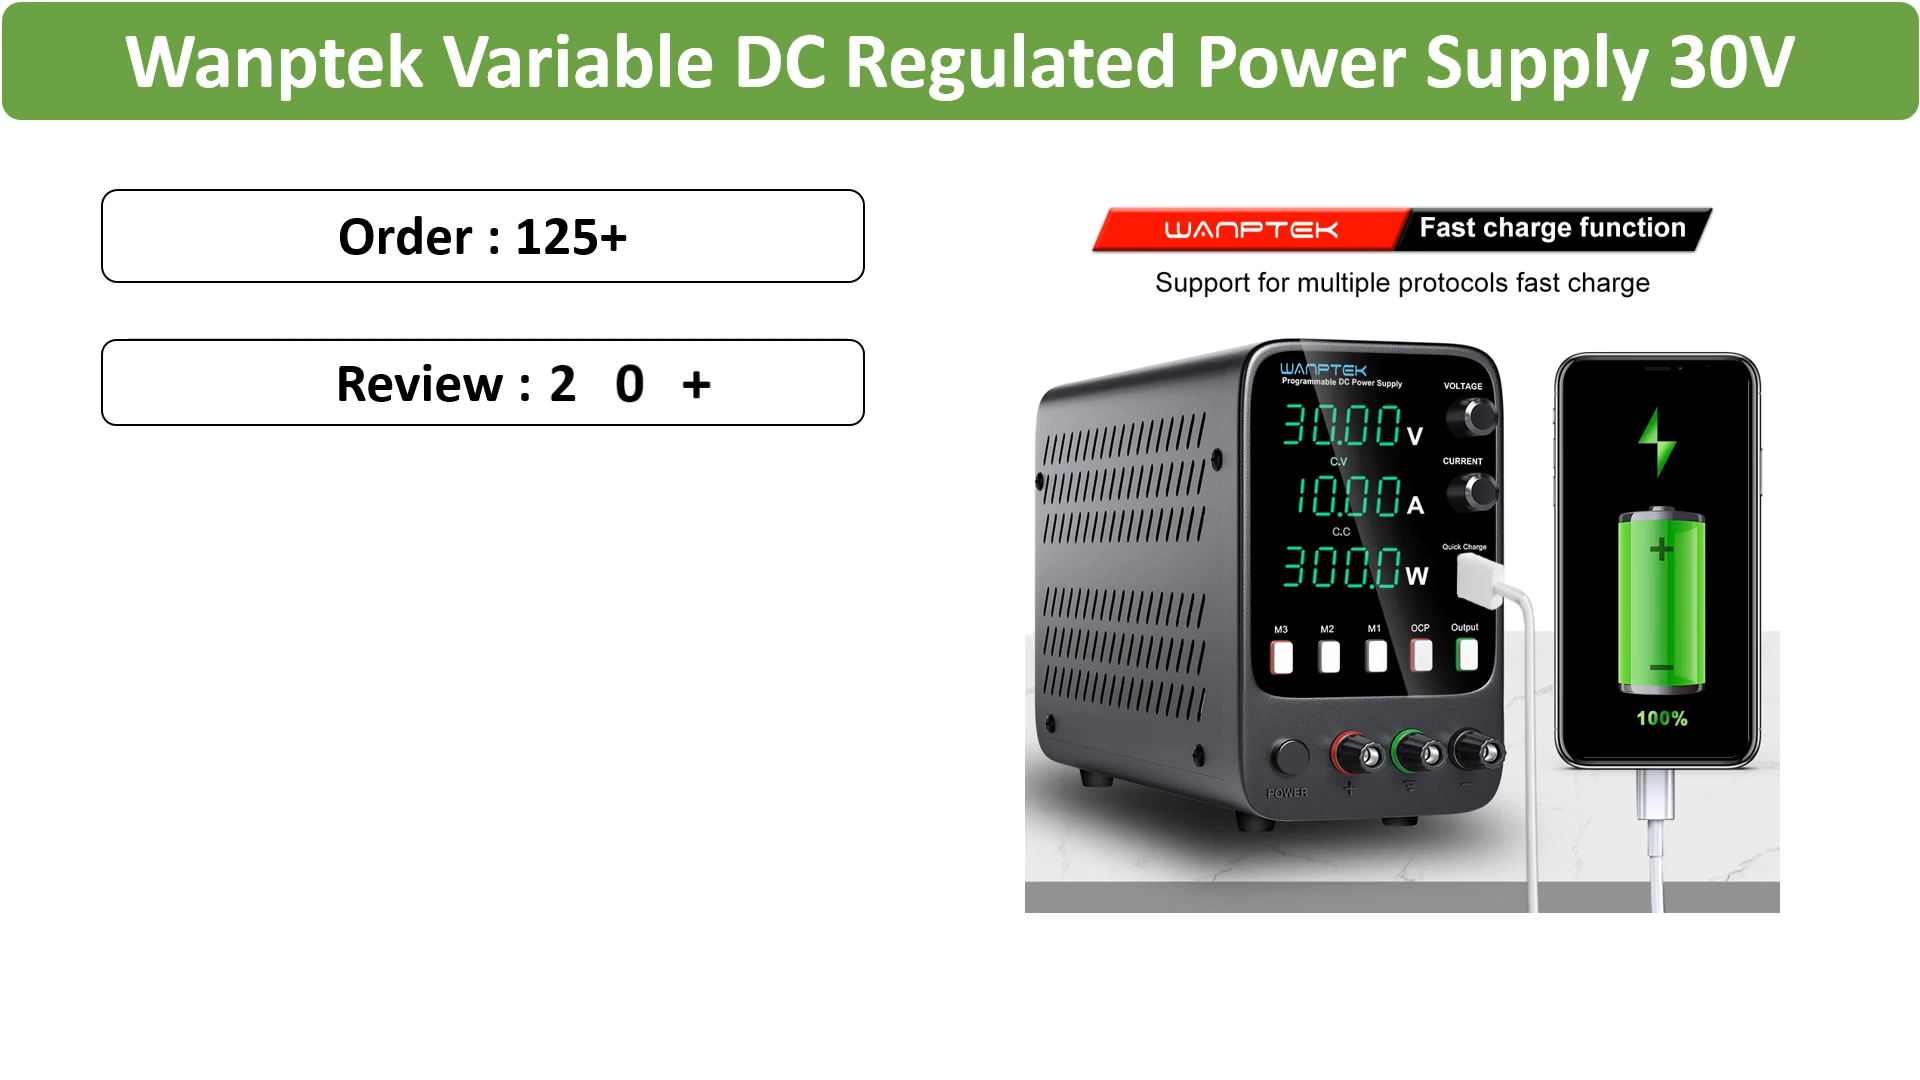 Wanptek Variable DC Regulated Power Supply 30V
Order : 125+
Review : 2 0 +
WANPTEK Fast charge function
Support for multiple protocols fast charge
WANPTEK
Programmable DC Power Supply
VOLTAGE
30.00 V
C.V
CURRENT
10.00 A
C.C
Quick Charge
300.0 W
M3 M2 M1 OCP Output
POWER + −
+
−
100%